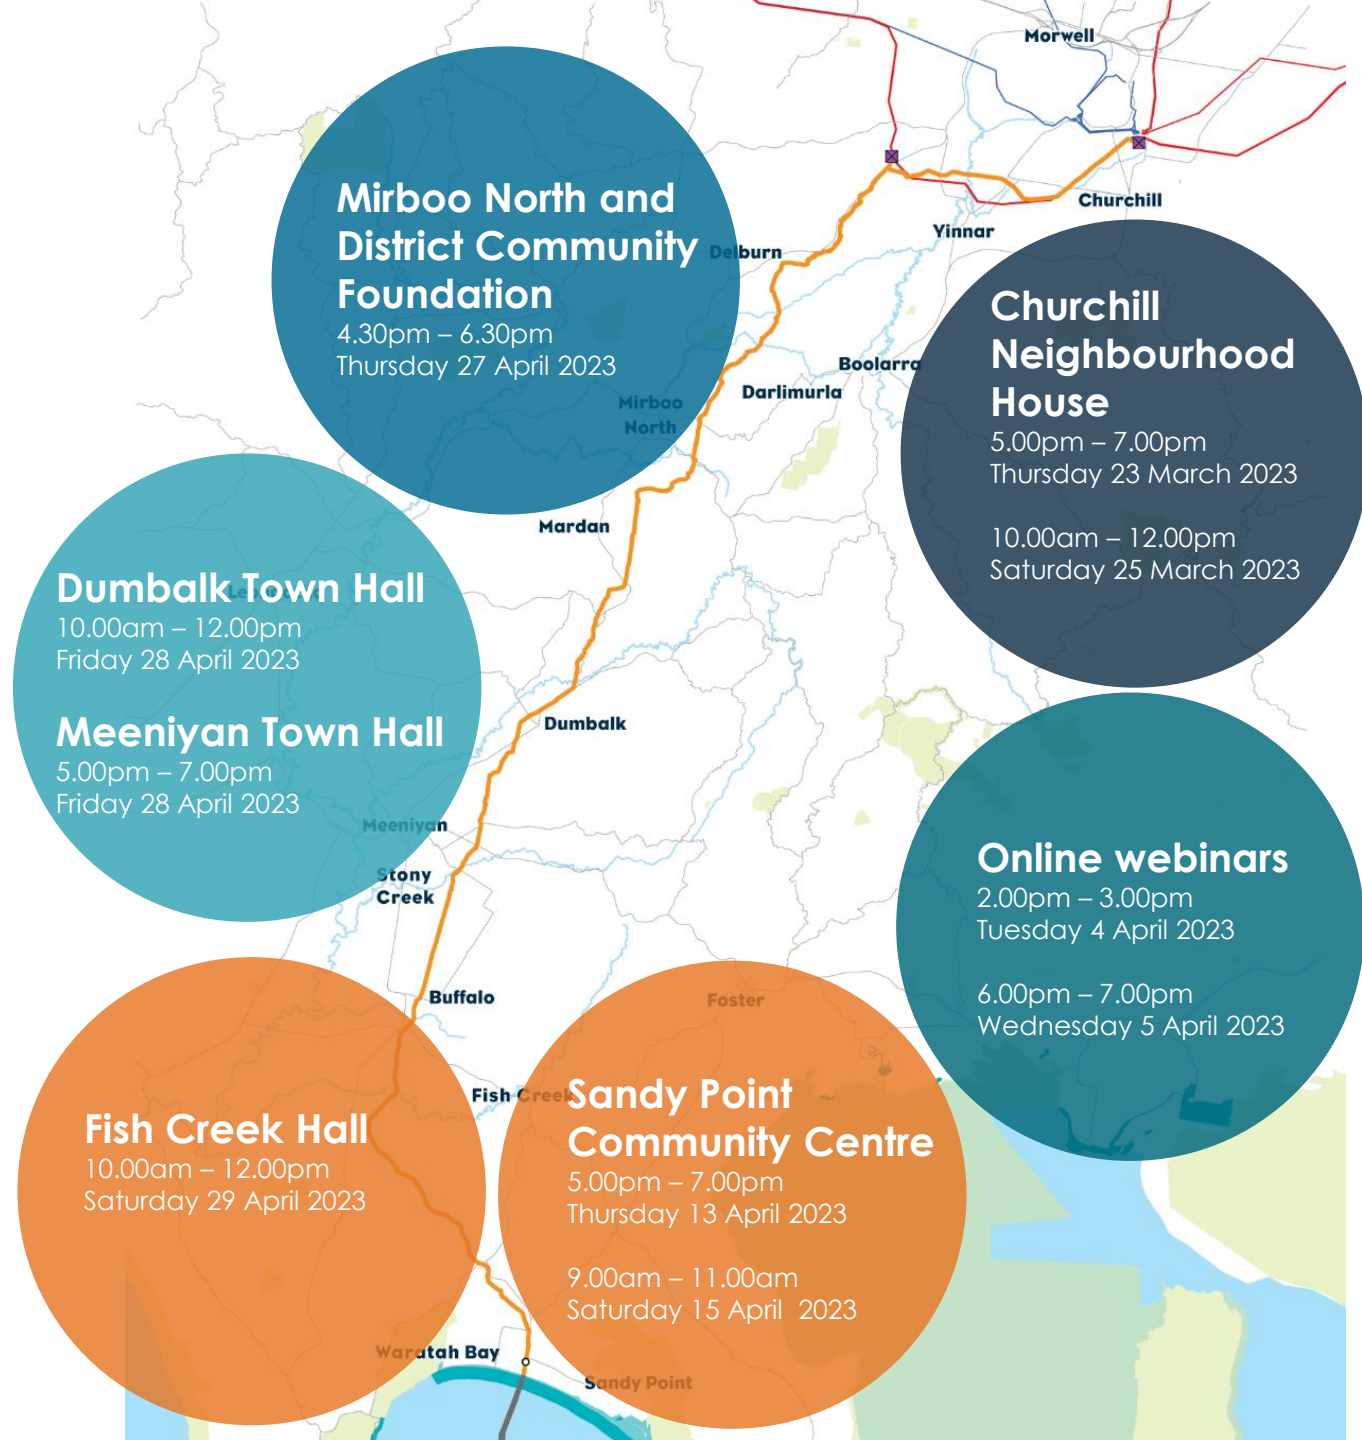 Morwell
Mirboo North and
District Community
Foundation
4.30pm – 6.30pm
Thursday 27 April 2023
Churchill
Yinnar
Delburn
Churchill
Neighbourhood
House
5.00pm – 7.00pm
Thursday 23 March 2023
10.00am – 12.00pm
Saturday 25 March 2023
Boolarra
Darlimurla
Mirboo
North
Mardan
Dumbalk Town Hall
10.00am – 12.00pm
Friday 28 April 2023
Meeniyan Town Hall
5.00pm – 7.00pm
Friday 28 April 2023
Dumbalk
Meeniyan
Stony
Creek
Online webinars
2.00pm – 3.00pm
Tuesday 4 April 2023
6.00pm – 7.00pm
Wednesday 5 April 2023
Buffalo
Foster
Fish Creek
Fish Creek Hall
10.00am – 12.00pm
Saturday 29 April 2023
Sandy Point
Community Centre
5.00pm – 7.00pm
Thursday 13 April 2023
9.00am – 11.00am
Saturday 15 April 2023
Waratah Bay
Sandy Point